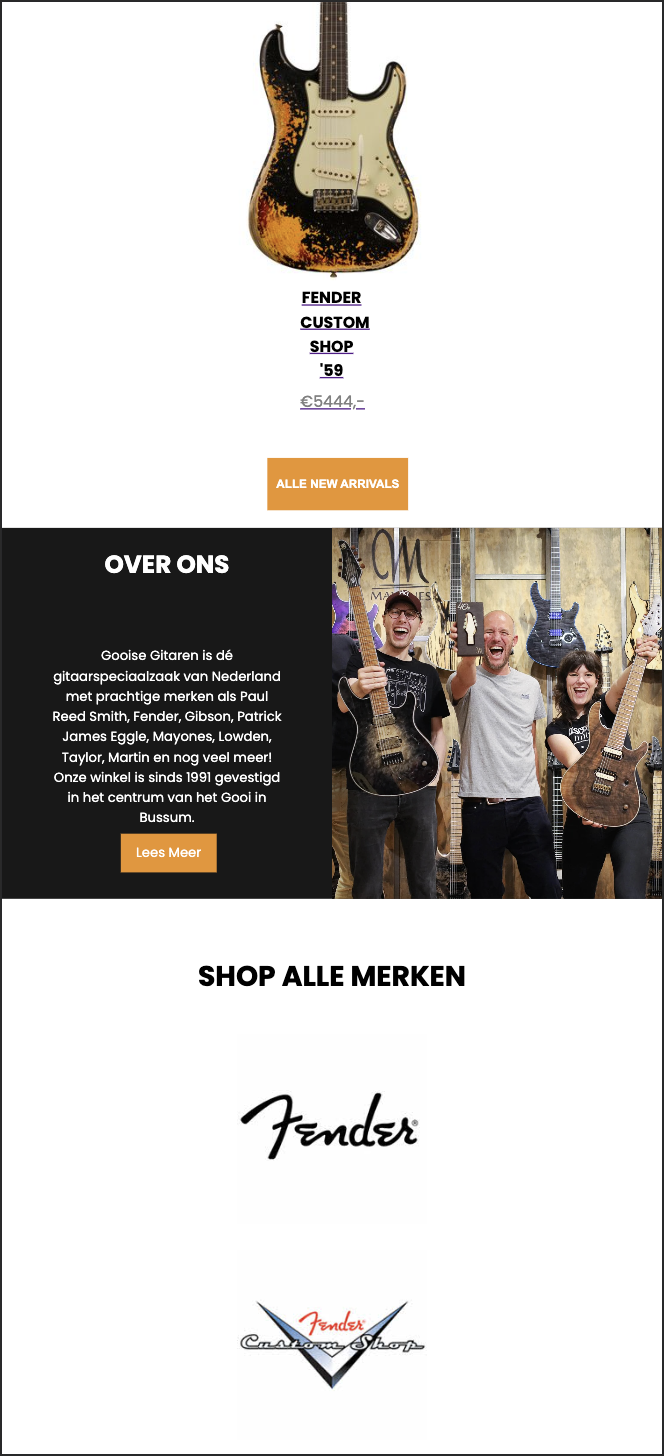 FENDER
CUSTOM
SHOP
'59
€5444,-
ALLE NEW ARRIVALS
OVER ONS
Gooise Gitaren is dé
gitaarspeciaalzaak van Nederland
met prachtige merken als Paul
Reed Smith, Fender, Gibson, Patrick
James Eggle, Mayones, Lowden,
Taylor, Martin en nog veel meer!
Onze winkel is sinds 1991 gevestigd
in het centrum van het Gooi in
Bussum.
Lees Meer
M
MAYONES
SHOP ALLE MERKEN
Fender®
Fender
Custom Shop